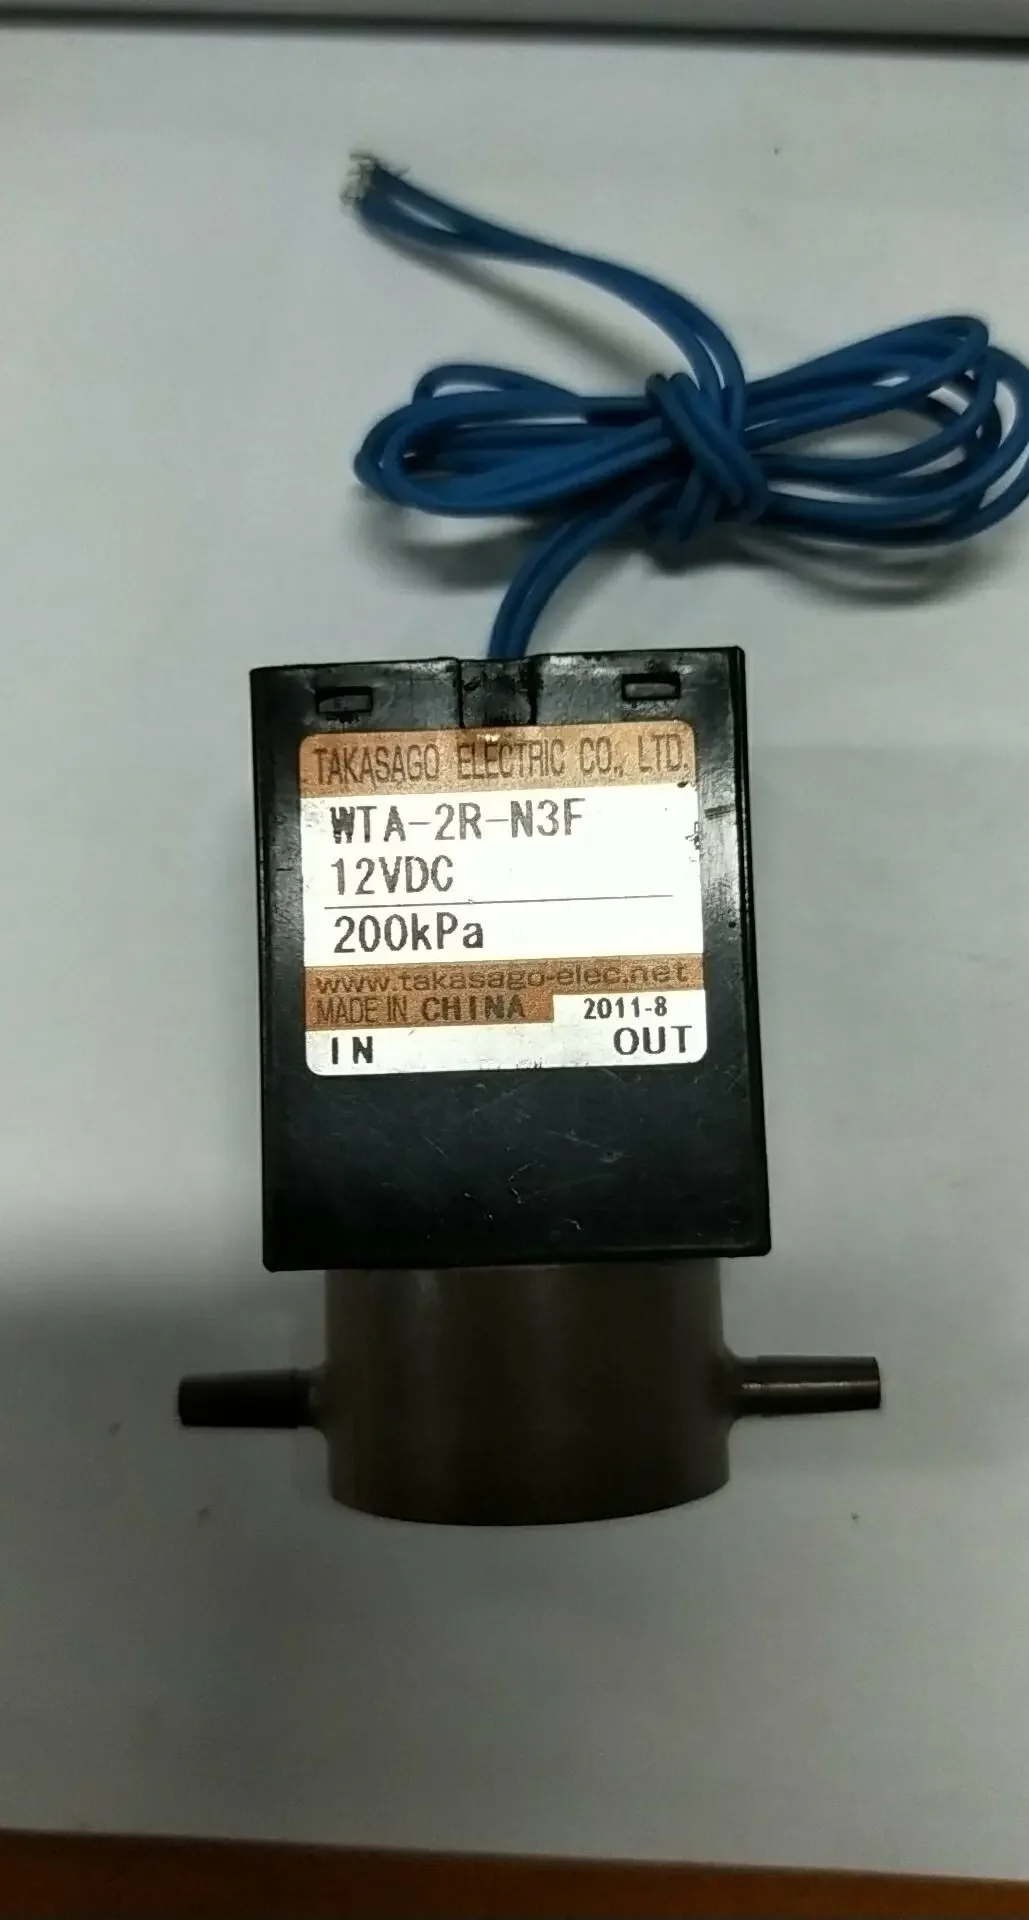 TAKASAGO ELECTRIC CO., LTD.
WTA-2R-N3F
12VDC
200kPa
www.takasago-elec.net
MADE IN CHINA 2011-8
IN OUT